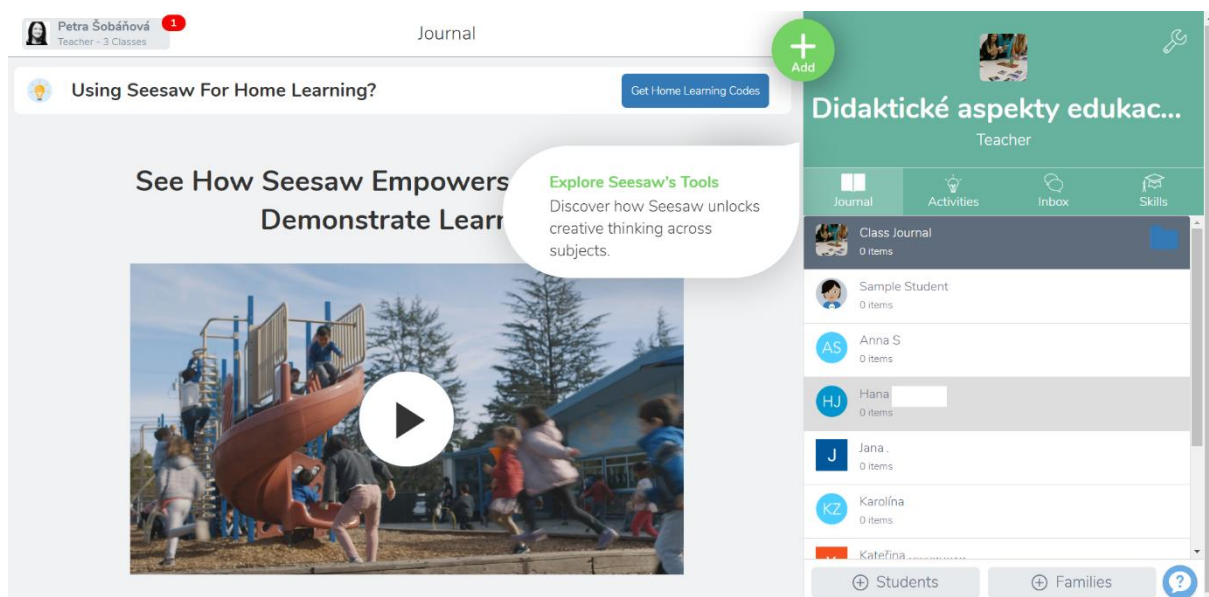 Petra Šobáňová
1
Teacher - 3 Classes
Journal
Add
Using Seesaw For Home Learning?
Get Home Learning Codes
See How Seesaw Empowers
Demonstrate Lear
Explore Seesaw's Tools
Discover how Seesaw unlocks
creative thinking across
subjects.
Didaktické aspekty edukac...
Teacher
Journal Activities Inbox Skills
Class Journal
0 items
Sample Student
0 items
AS
Anna S
0 items
HJ
Hana
0 items
J
Jana .
0 items
KZ
Karolína
0 items
Kateřina
Students Families ?